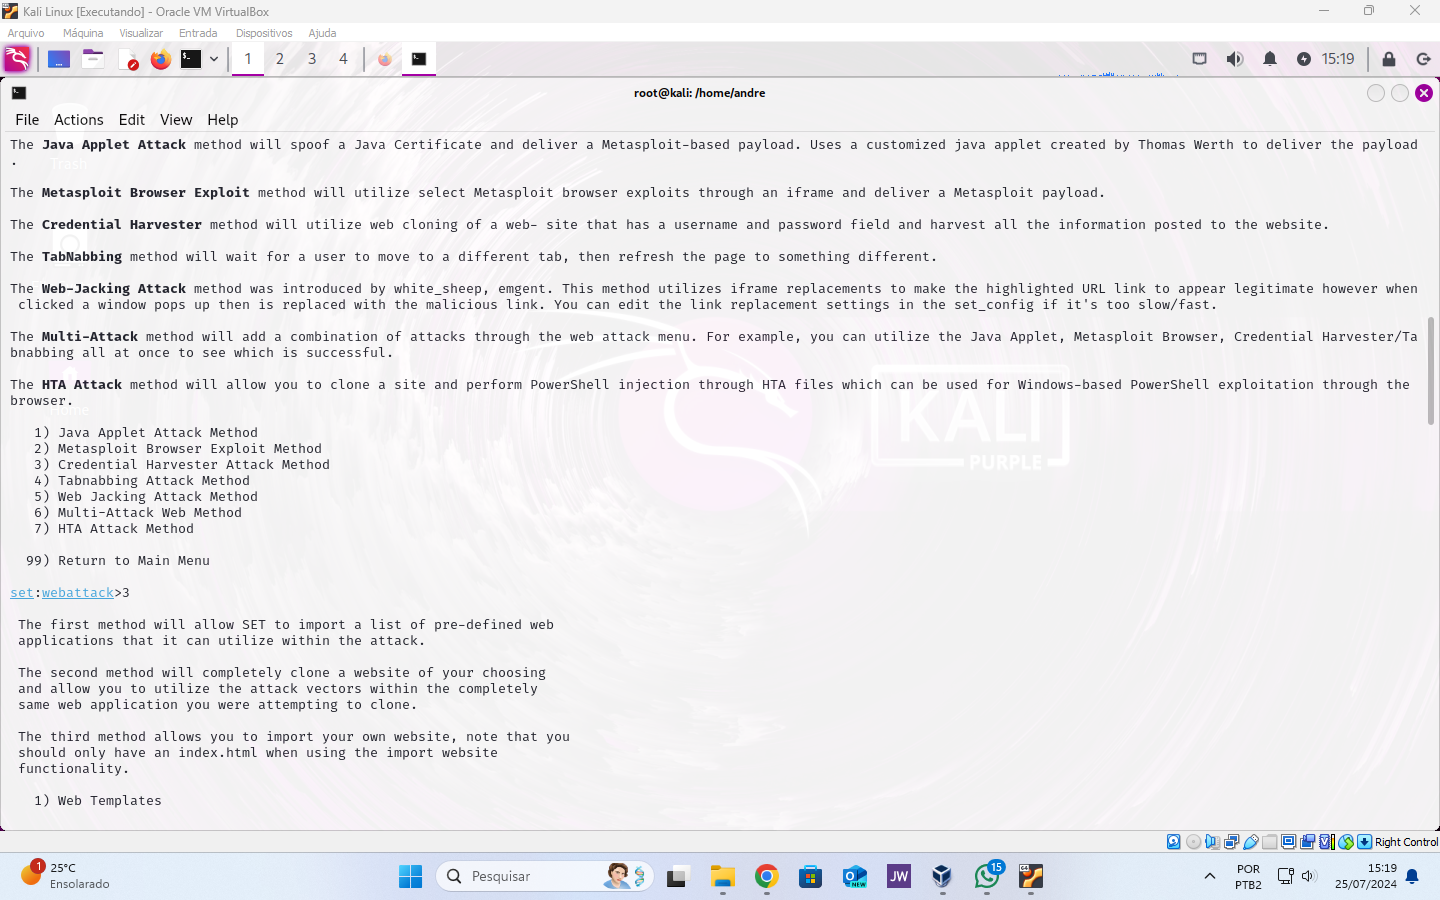 Kali Linux [Executando] - Oracle VM VirtualBox
Arquivo Máquina Visualizar Entrada Dispositivos Ajuda
1 2 3 4 15:19
root@kali: /home/andre
File Actions Edit View Help
The Java Applet Attack method will spoof a Java Certificate and deliver a Metasploit-based payload. Uses a customized java applet created by Thomas Werth to deliver the payload
.
Trash
The Metasploit Browser Exploit method will utilize select Metasploit browser exploits through an iframe and deliver a Metasploit payload.
The Credential Harvester method will utilize web cloning of a web- site that has a username and password field and harvest all the information posted to the website.
The TabNabbing method will wait for a user to move to a different tab, then refresh the page to something different.
The Web-Jacking Attack method was introduced by white_sheep, emgent. This method utilizes iframe replacements to make the highlighted URL link to appear legitimate however when
clicked a window pops up then is replaced with the malicious link. You can edit the link replacement settings in the set_config if it's too slow/fast.
The Multi-Attack method will add a combination of attacks through the web attack menu. For example, you can utilize the Java Applet, Metasploit Browser, Credential Harvester/Ta
bnabbing all at once to see which is successful.
The HTA Attack method will allow you to clone a site and perform PowerShell injection through HTA files which can be used for Windows-based PowerShell exploitation through the
browser.
Home
KALI
PURPLE
1) Java Applet Attack Method
2) Metasploit Browser Exploit Method
3) Credential Harvester Attack Method
4) Tabnabbing Attack Method
5) Web Jacking Attack Method
6) Multi-Attack Web Method
7) HTA Attack Method
99) Return to Main Menu
set:webattack>3
The first method will allow SET to import a list of pre-defined web
applications that it can utilize within the attack.
The second method will completely clone a website of your choosing
and allow you to utilize the attack vectors within the completely
same web application you were attempting to clone.
The third method allows you to import your own website, note that you
should only have an index.html when using the import website
functionality.
1) Web Templates
Right Control
1
25°C
Ensolarado
Pesquisar
NEW
JW
15
POR
PTB2
15:19
25/07/2024